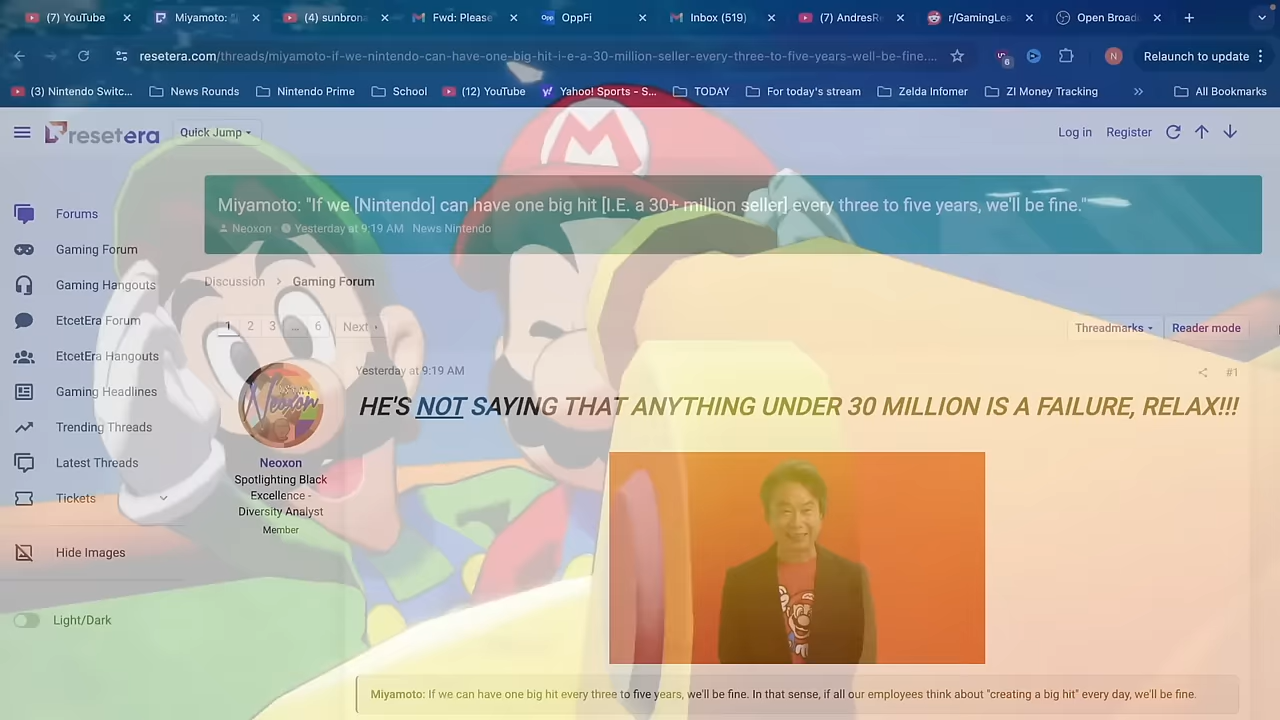 (7) YouTube
Miyamoto:
(4) sunbron
Fwd: Please
Opp OppFi
Inbox (519)
(7) AndresRe
r/GamingLea
Open Broad
resetera.com/threads/miyamoto-if-we-nintendo-can-have-one-big-hit-i-e-a-30-million-seller-every-three-to-five-years-well-be-fine....
6
N
Relaunch to update
(3) Nintendo Switc...
News Rounds
Nintendo Prime
School
(12) YouTube
Yahoo! Sports - S...
TODAY
For today's stream
Zelda Infomer
ZI Money Tracking
»
All Bookmarks
resetera
Quick Jump
Log in
Register
M
Miyamoto: "If we [Nintendo] can have one big hit [I.E. a 30+ million seller] every three to five years, we'll be fine."
Neoxon · Yesterday at 9:19 AM News Nintendo
Forums
Gaming Forum
Gaming Hangouts
EtcetEra Forum
EtcetEra Hangouts
Gaming Headlines
Trending Threads
Latest Threads
Tickets
Hide Images
Light/Dark
Discussion > Gaming Forum
1 2 3 ... 6 Next
Threadmarks
Reader mode
Yesterday at 9:19 AM
#1
Neoxon
Neoxon
Spotlighting Black
Excellence -
Diversity Analyst
Member
HE'S NOT SAYING THAT ANYTHING UNDER 30 MILLION IS A FAILURE, RELAX!!!
Miyamoto: If we can have one big hit every three to five years, we'll be fine. In that sense, if all our employees think about "creating a big hit" every day, we'll be fine.